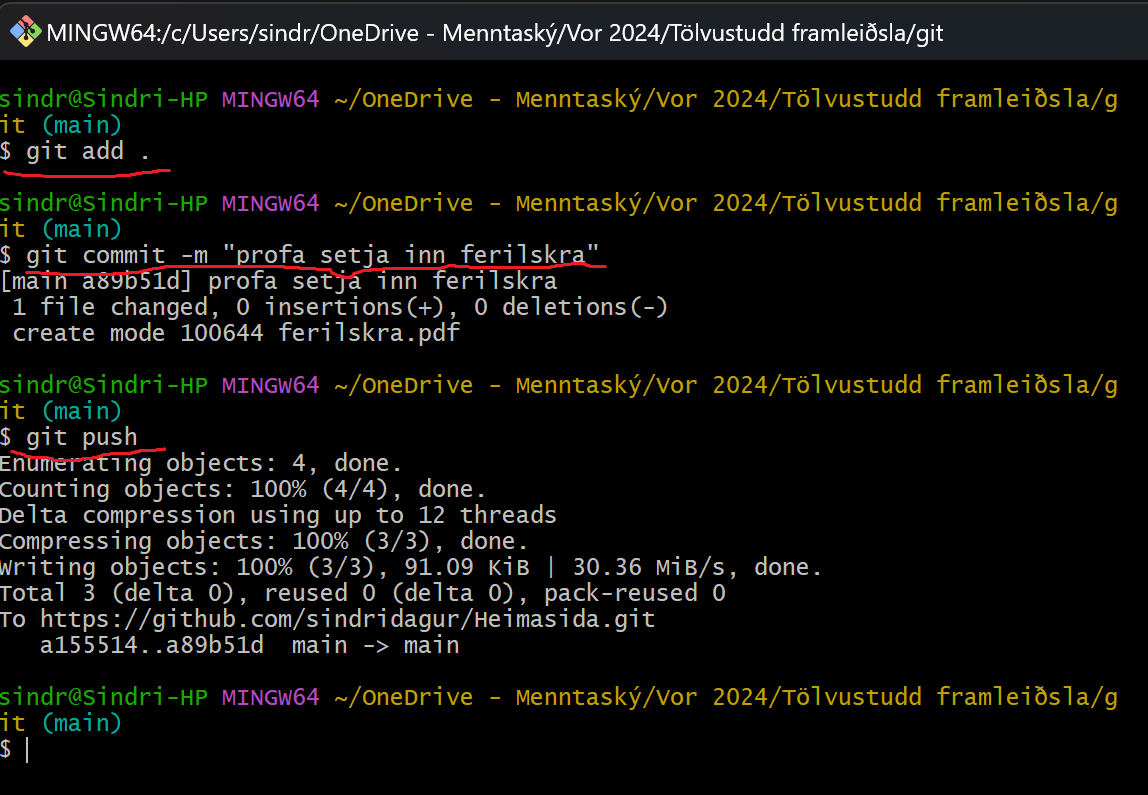 MINGW64:/c/Users/sindr/OneDrive - Menntaský/Vor 2024/Tölvustudd framleiðsla/git
sindr@Sindri-HP MINGW64 ~/OneDrive - Menntaský/Vor 2024/Tölvustudd framleiðsla/g
it (main)
$ git add .
sindr@Sindri-HP MINGW64 ~/OneDrive - Menntaský/Vor 2024/Tölvustudd framleiðsla/g
it (main)
$ git commit -m "profa setja inn ferilskra"
[main a89b51d] profa setja inn ferilskra
 1 file changed, 0 insertions(+), 0 deletions(-)
 create mode 100644 ferilskra.pdf
sindr@Sindri-HP MINGW64 ~/OneDrive - Menntaský/Vor 2024/Tölvustudd framleiðsla/g
it (main)
$ git push
Enumerating objects: 4, done.
Counting objects: 100% (4/4), done.
Delta compression using up to 12 threads
Compressing objects: 100% (3/3), done.
Writing objects: 100% (3/3), 91.09 KiB | 30.36 MiB/s, done.
Total 3 (delta 0), reused 0 (delta 0), pack-reused 0
To https://github.com/sindridagur/Heimasida.git
   a155514..a89b51d  main -> main
sindr@Sindri-HP MINGW64 ~/OneDrive - Menntaský/Vor 2024/Tölvustudd framleiðsla/g
it (main)
$